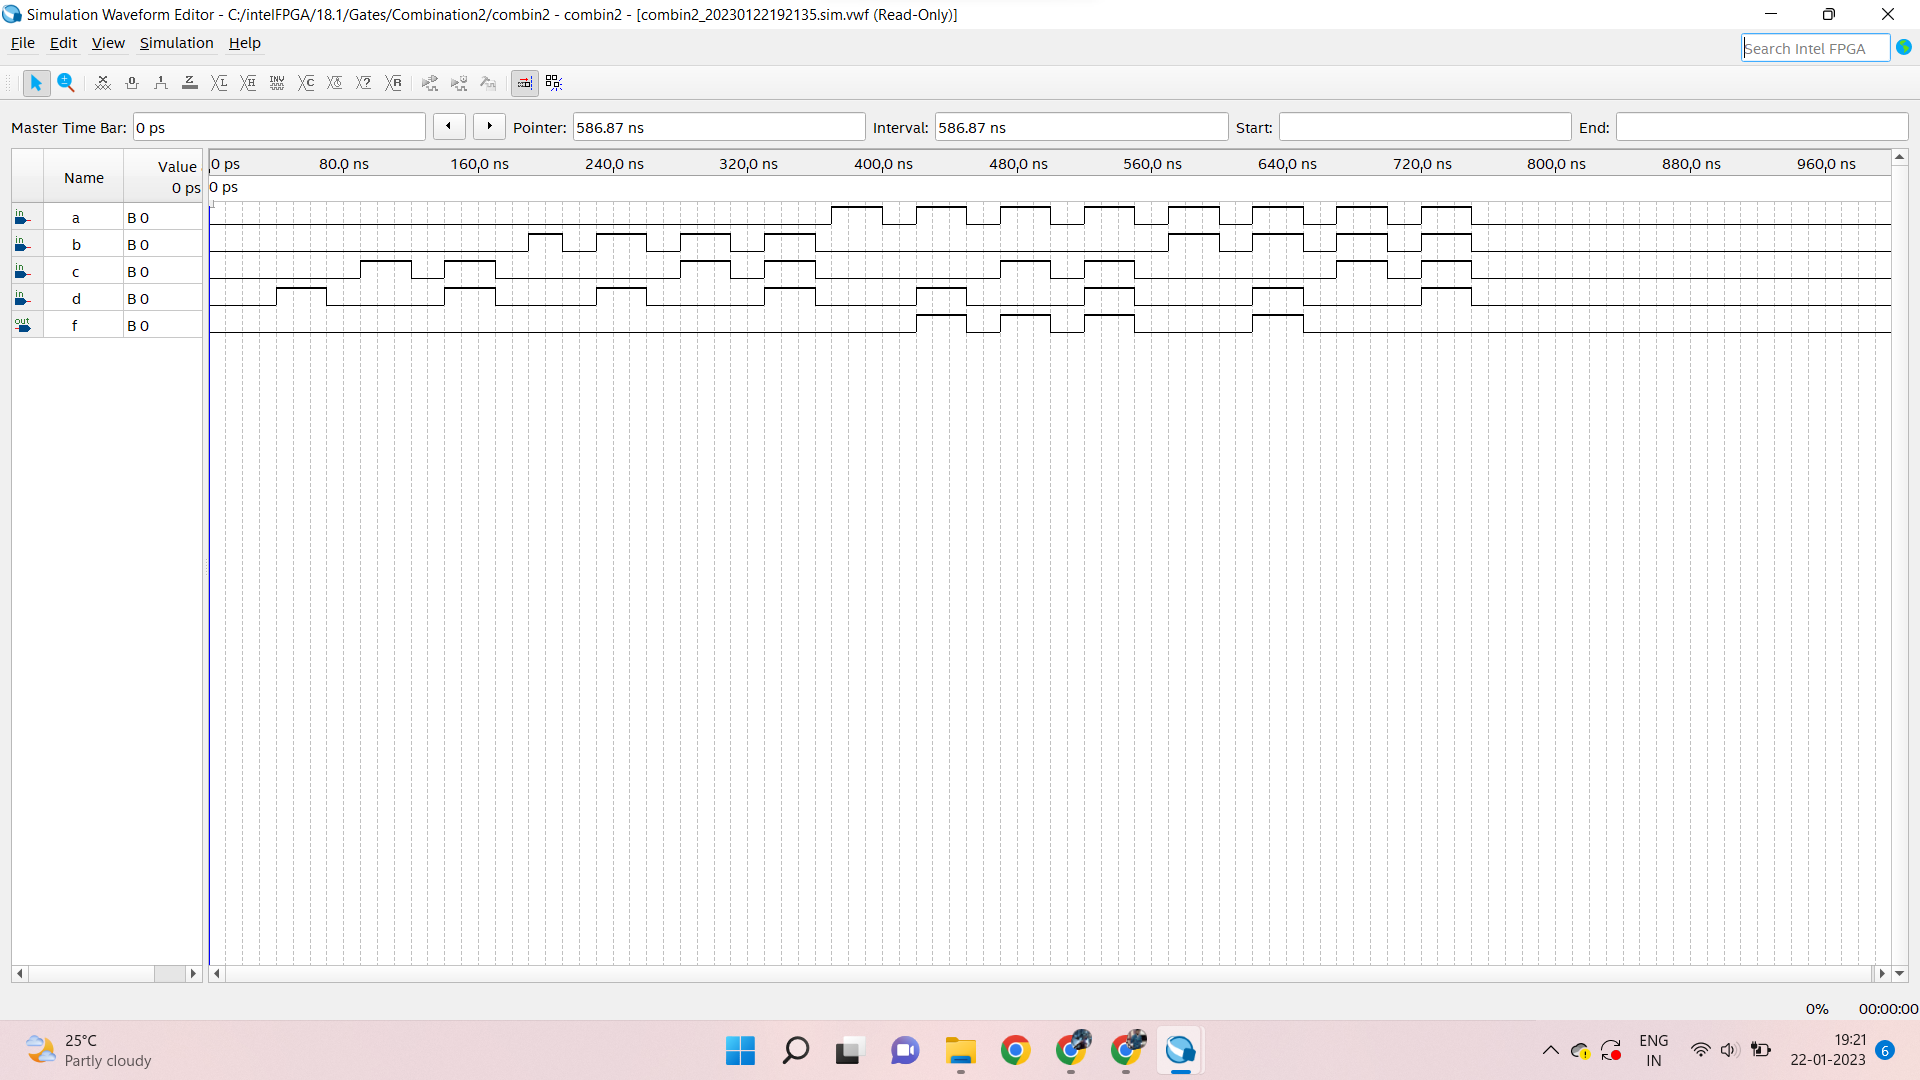 Simulation Waveform Editor - C:/intelFPGA/18.1/Gates/Combination2/combin2 - combin2 - [combin2_20230122192135.sim.vwf (Read-Only)]
File Edit View Simulation Help
Search Intel FPGA
Master Time Bar: 0 ps Pointer: 586.87 ns Interval: 586.87 ns Start: End:
Name Value 0 ps
0 ps 80.0 ns 160.0 ns 240.0 ns 320.0 ns 400.0 ns 480.0 ns 560.0 ns 640.0 ns 720.0 ns 800.0 ns 880.0 ns 960.0 ns
0 ps
in a B 0
in b B 0
in c B 0
in d B 0
out f B 0
0% 00:00:00
25°C
Partly cloudy
ENG
IN
19:21
22-01-2023
6